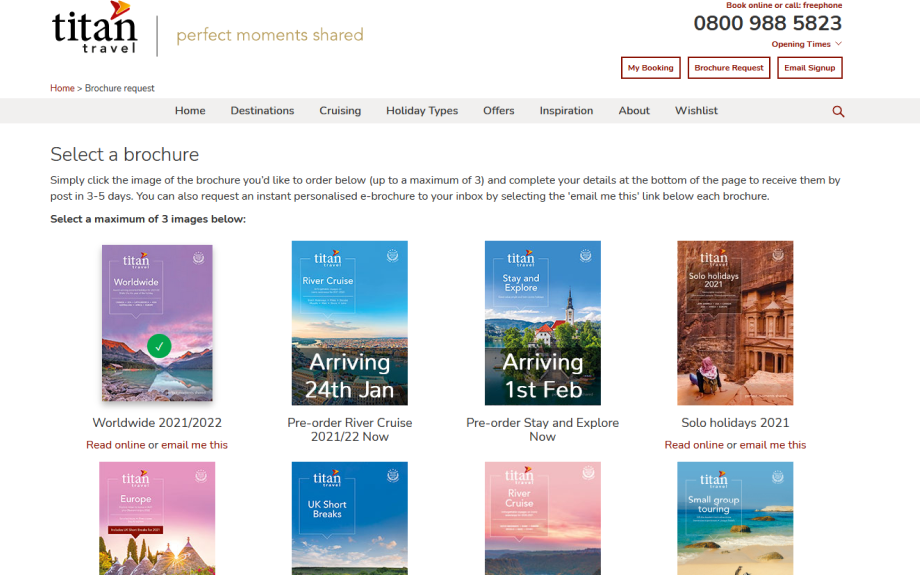 Book online or call: freephone
titan
travel
perfect moments shared
0800 988 5823
Opening Times
My Booking
Brochure Request
Email Signup
Home > Brochure request
Home
Destinations
Cruising
Holiday Types
Offers
Inspiration
About
Wishlist
Select a brochure
Simply click the image of the brochure you'd like to order below (up to a maximum of 3) and complete your details at the bottom of the page to receive them by
post in 3-5 days. You can also request an instant personalised e-brochure to your inbox by selecting the 'email me this' link below each brochure.
Select a maximum of 3 images below:
titan
travel
Worldwide
titan
travel
River Cruise
Arriving
24th Jan
titan
travel
Stay and
Explore
Arriving
1st Feb
titan
travel
Solo holidays
2021
Worldwide 2021/2022
Read online or email me this
Pre-order River Cruise
2021/22 Now
Pre-order Stay and Explore
Now
Solo holidays 2021
Read online or email me this
titan
travel
Europe
Includes UK Short Breaks for 2021
titan
travel
UK Short
Breaks
titan
travel
River
Cruise
titan
travel
Small group
touring